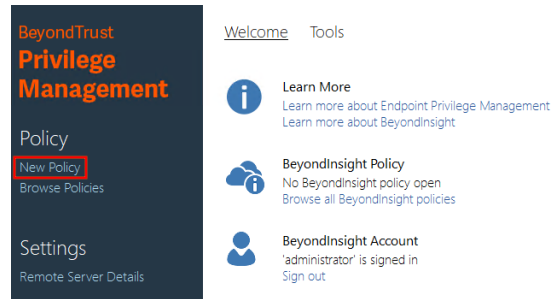 BeyondTrust
Privilege
Management
Policy
New Policy
Browse Policies
Settings
Remote Server Details
Welcome Tools
Learn More
Learn more about Endpoint Privilege Management
Learn more about BeyondInsight
BeyondInsight Policy
No BeyondInsight policy open
Browse all BeyondInsight policies
BeyondInsight Account
'administrator' is signed in
Sign out